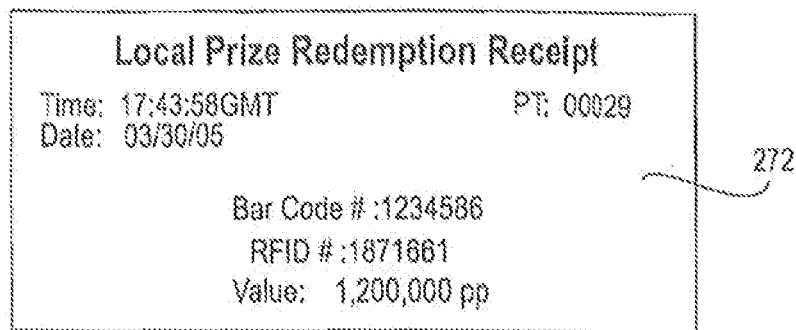 Local Prize Redemption Receipt
Time: 17:43:58GMT PT: 00029
Date: 03/30/05
272
Bar Code # :1234586
RFID # :1871661
Value: 1,200,000 pp